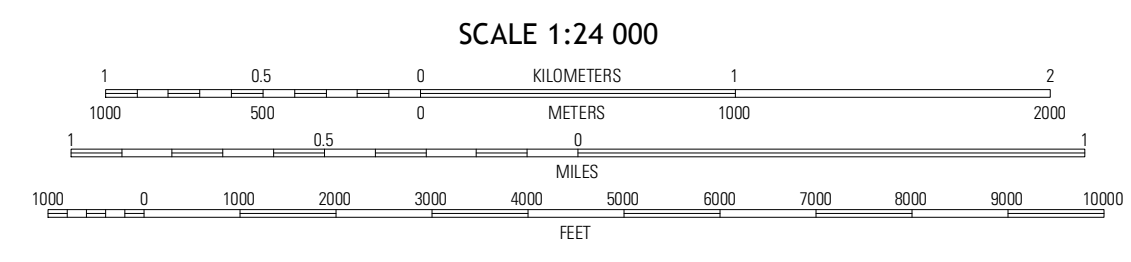 SCALE 1:24 000
1 0.5 0 KILOMETERS 1 2
1000 500 0 METERS 1000 2000
1 0.5 0 1
MILES
1000 0 1000 2000 3000 4000 5000 6000 7000 8000 9000 10000
FEET